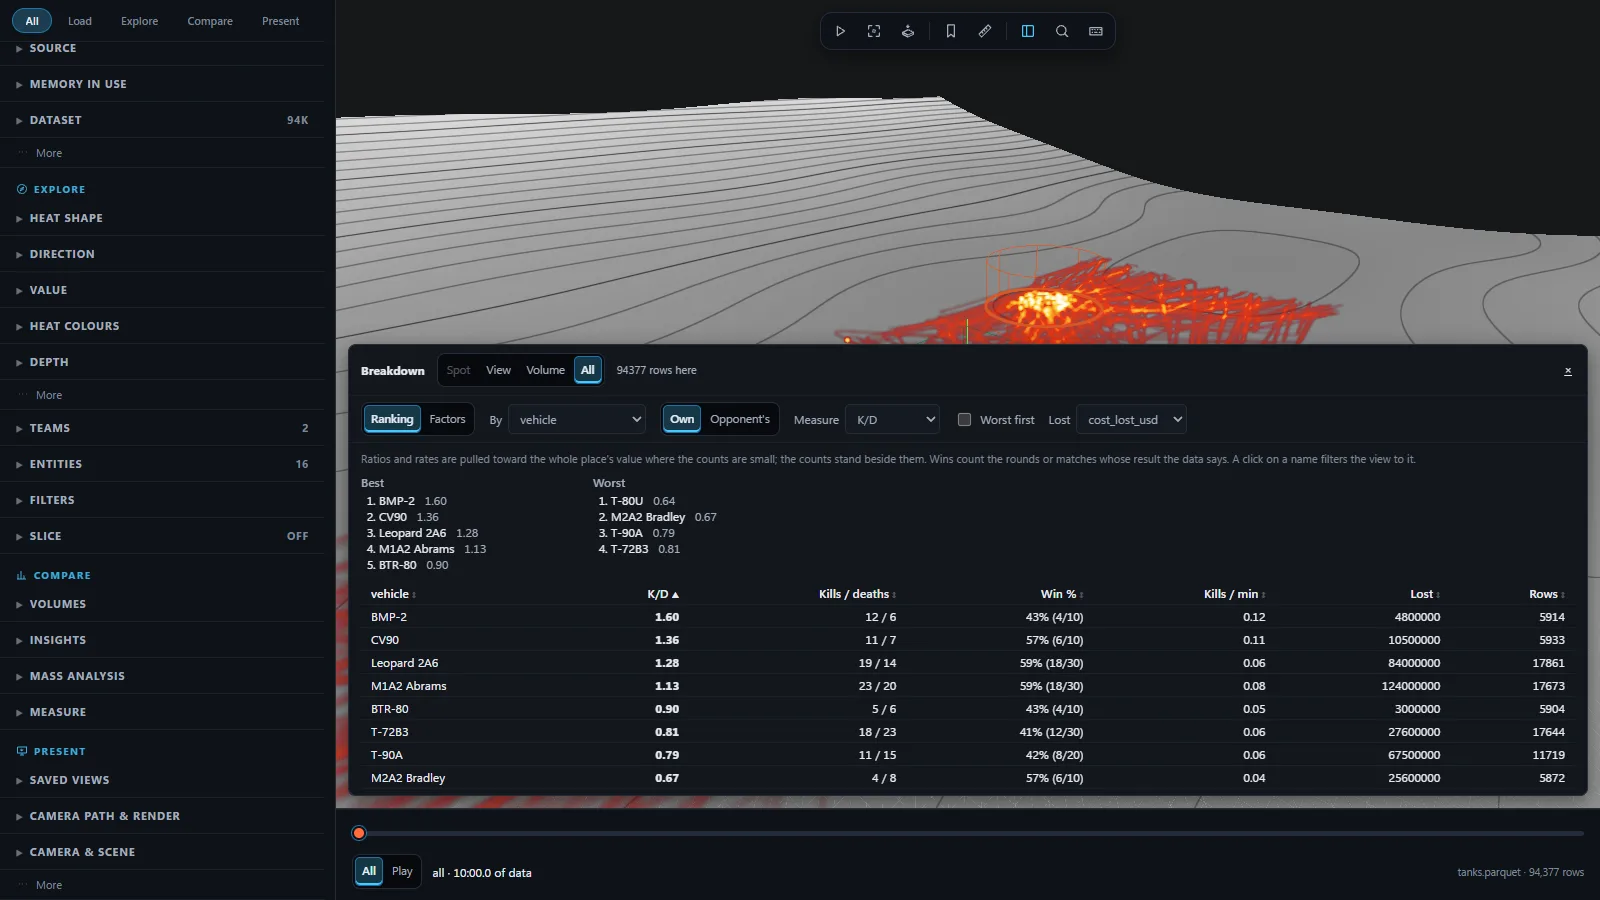 All Load Explore Compare Present
SOURCE
MEMORY IN USE
DATASET 94K
More
EXPLORE
HEAT SHAPE
DIRECTION
VALUE
HEAT COLOURS
DEPTH
More
TEAMS 2
ENTITIES 16
FILTERS
SLICE OFF
COMPARE
VOLUMES
INSIGHTS
MASS ANALYSIS
MEASURE
PRESENT
SAVED VIEWS
CAMERA PATH & RENDER
CAMERA & SCENE
More
Breakdown Spot View Volume All 94377 rows here
Ranking Factors By vehicle Own Opponent's Measure K/D Worst first Lost cost_lost_usd
Ratios and rates are pulled toward the whole place's value where the counts are small; the counts stand beside them. Wins count the rounds or matches whose result the data says. A click on a name filters the view to it.
Best Worst
1. BMP-2 1.60 1. T-80U 0.64
2. CV90 1.36 2. M2A2 Bradley 0.67
3. Leopard 2A6 1.28 3. T-90A 0.79
4. M1A2 Abrams 1.13 4. T-72B3 0.81
5. BTR-80 0.90
vehicle K/D ▲ Kills / deaths Win % Kills / min Lost Rows
BMP-2 1.60 12 / 6 43% (4/10) 0.12 4800000 5914
CV90 1.36 11 / 7 57% (6/10) 0.11 10500000 5933
Leopard 2A6 1.28 19 / 14 59% (18/30) 0.06 84000000 17861
M1A2 Abrams 1.13 23 / 20 59% (18/30) 0.08 124000000 17673
BTR-80 0.90 5 / 6 43% (4/10) 0.05 3000000 5904
T-72B3 0.81 18 / 23 41% (12/30) 0.06 27600000 17644
T-90A 0.79 11 / 15 42% (8/20) 0.06 67500000 11719
M2A2 Bradley 0.67 4 / 8 57% (6/10) 0.04 25600000 5872
All Play all · 10:00.0 of data tanks.parquet · 94,377 rows